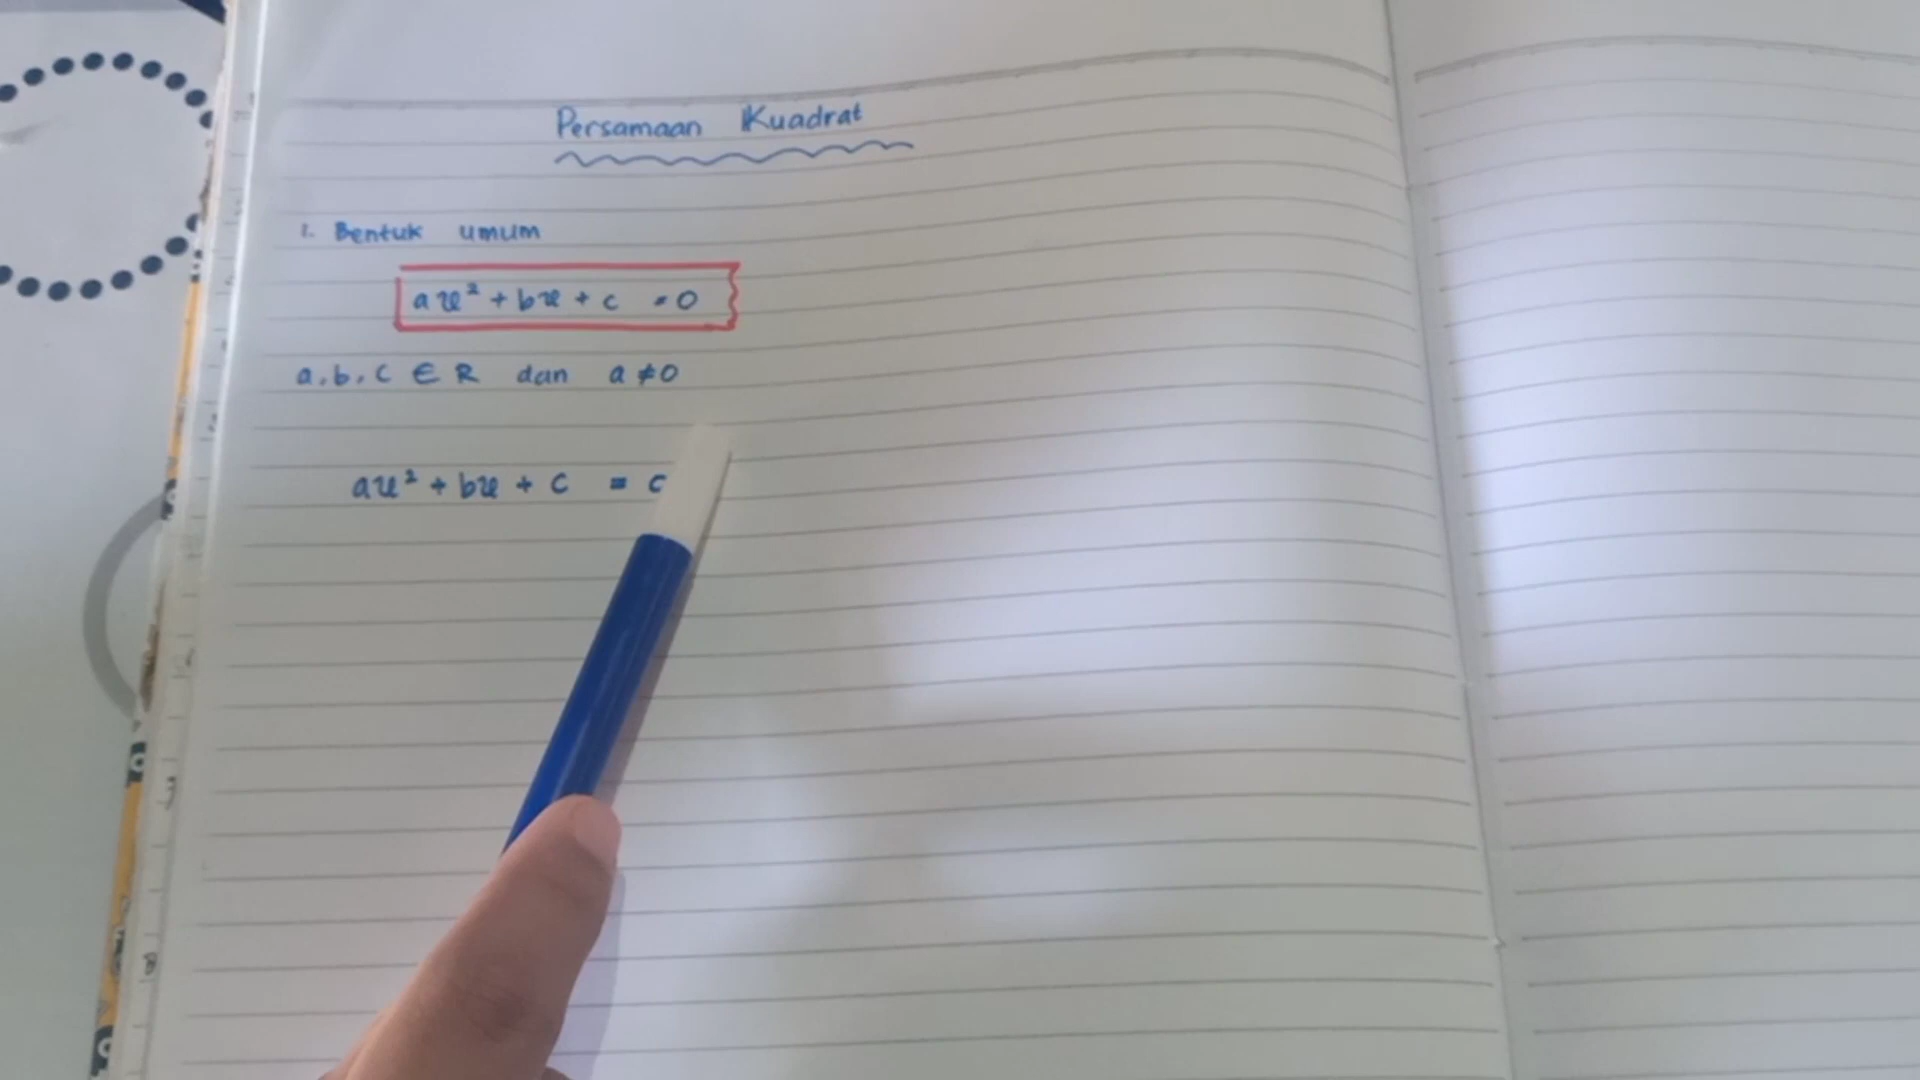 Persamaan Kuadrat
1. Bentuk umum
ax² + bx + c = 0
a, b, c ∈ R dan a ≠ 0
ax² + bx + c =